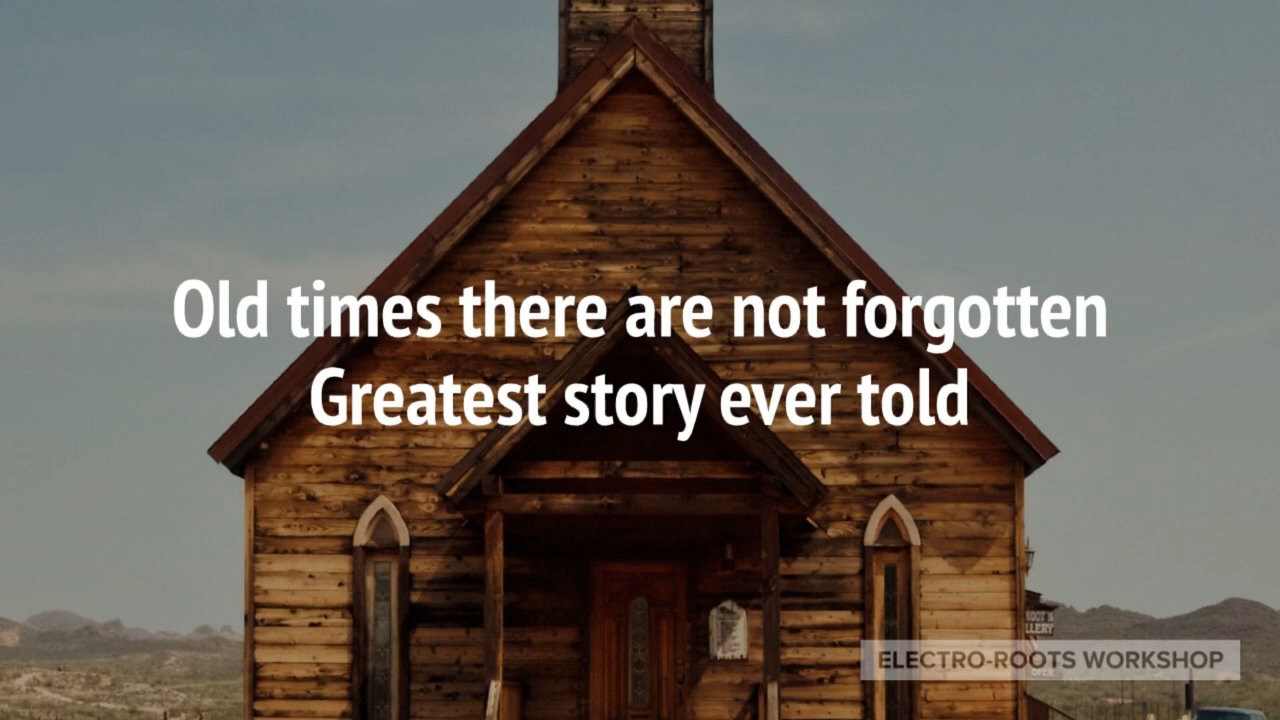 Old times there are not forgotten
Greatest story ever told
ELECTRO-ROOTS WORKSHOP